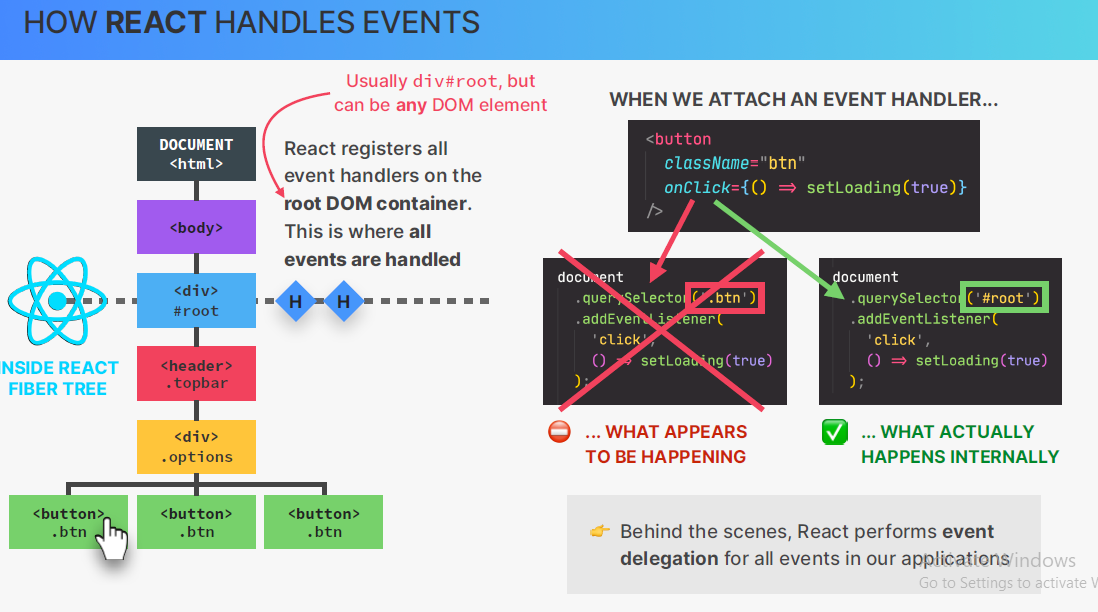 HOW REACT HANDLES EVENTS
Usually div#root, but
can be any DOM element
DOCUMENT
<html>
<body>
<div>
#root
<header>
.topbar
<div>
.options
<button>
.btn
<button>
.btn
<button>
.btn
INSIDE REACT
FIBER TREE
React registers all
event handlers on the
root DOM container.
This is where all
events are handled
H
H
WHEN WE ATTACH AN EVENT HANDLER...
<button
className="btn"
onClick={() => setLoading(true)}
/>
document
.querySelector('.btn')
.addEventListener(
'click',
() => setLoading(true)
);
... WHAT APPEARS
TO BE HAPPENING
document
.querySelector('#root')
.addEventListener(
'click',
() => setLoading(true)
);
... WHAT ACTUALLY
HAPPENS INTERNALLY
Behind the scenes, React performs event
delegation for all events in our applications
Activate Windows
Go to Settings to activate W